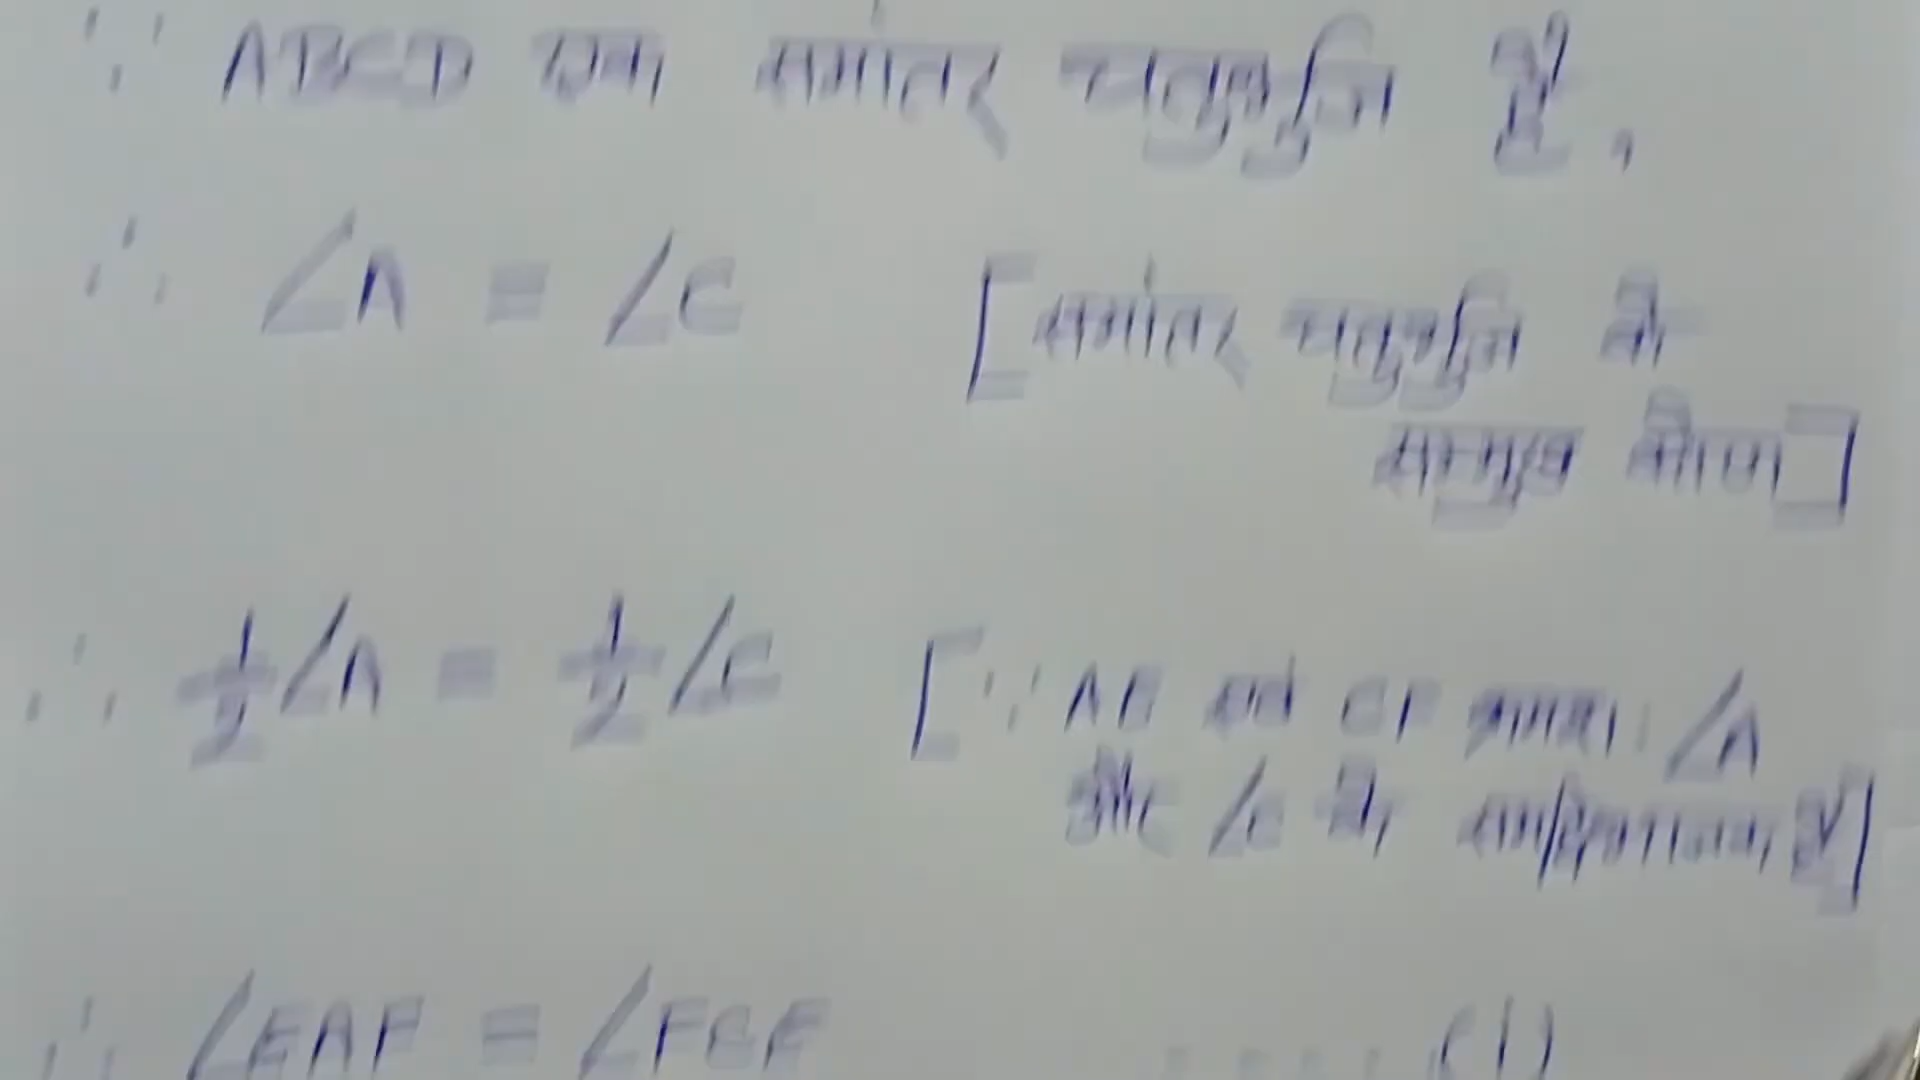 ∵ ABCD एक समांतर चतुर्भुज है,
∴ ∠A = ∠C [समांतर चतुर्भुज के
सम्मुख कोण]
∴ 1/2 ∠A = 1/2 ∠C [∵ AE एवं CF क्रमशः ∠A
और ∠C के समद्विभाजक हैं]
∴ ∠EAF = ∠FCE ..... (1)